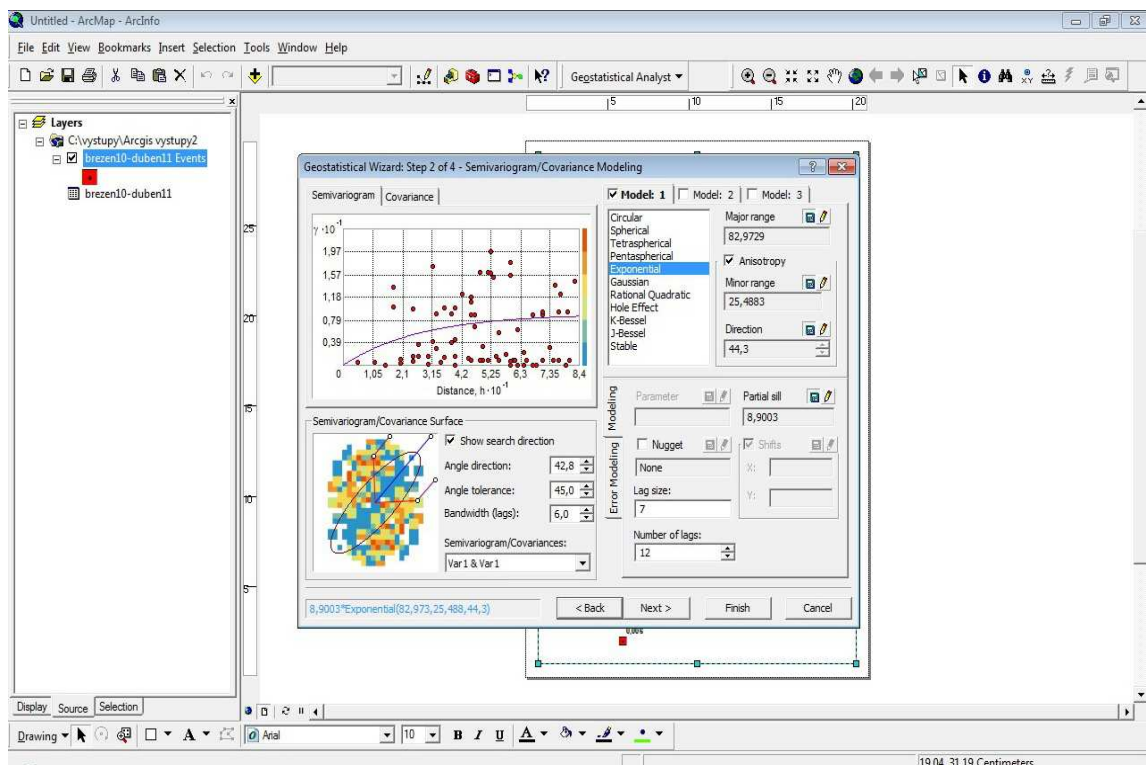 Untitled - ArcMap - ArcInfo
File Edit View Bookmarks Insert Selection Tools Window Help
Geostatistical Analyst
Layers
C:\vystupy\Arcgis vystupy2
brezen10-duben11 Events
brezen10-duben11
5 10 15 20
25
20
15
10
5
Geostatistical Wizard: Step 2 of 4 - Semivariogram/Covariance Modeling
Semivariogram Covariance
γ·10⁻¹
1,97
1,57
1,18
0,79
0,39
0 1,05 2,1 3,15 4,2 5,25 6,3 7,35 8,4
Distance, h·10⁻¹
Semivariogram/Covariance Surface
Show search direction
Angle direction: 42,8
Angle tolerance: 45,0
Bandwidth (lags): 6,0
Semivariogram/Covariances:
Var1 & Var1
Model: 1 Model: 2 Model: 3
Circular
Spherical
Tetraspherical
Pentaspherical
Exponential
Gaussian
Rational Quadratic
Hole Effect
K-Bessel
J-Bessel
Stable
Major range
82,9729
Anisotropy
Minor range
25,4883
Direction
44,3
Modeling
Error Modeling
Parameter
Partial sill
8,9003
Nugget
None
Shifts
X:
Y:
Lag size:
7
Number of lags:
12
8,9003*Exponential(82,973,25,488,44,3)
< Back Next > Finish Cancel
Display Source Selection
Drawing A Arial 10 B I U A
19,04 31,19 Centimeters